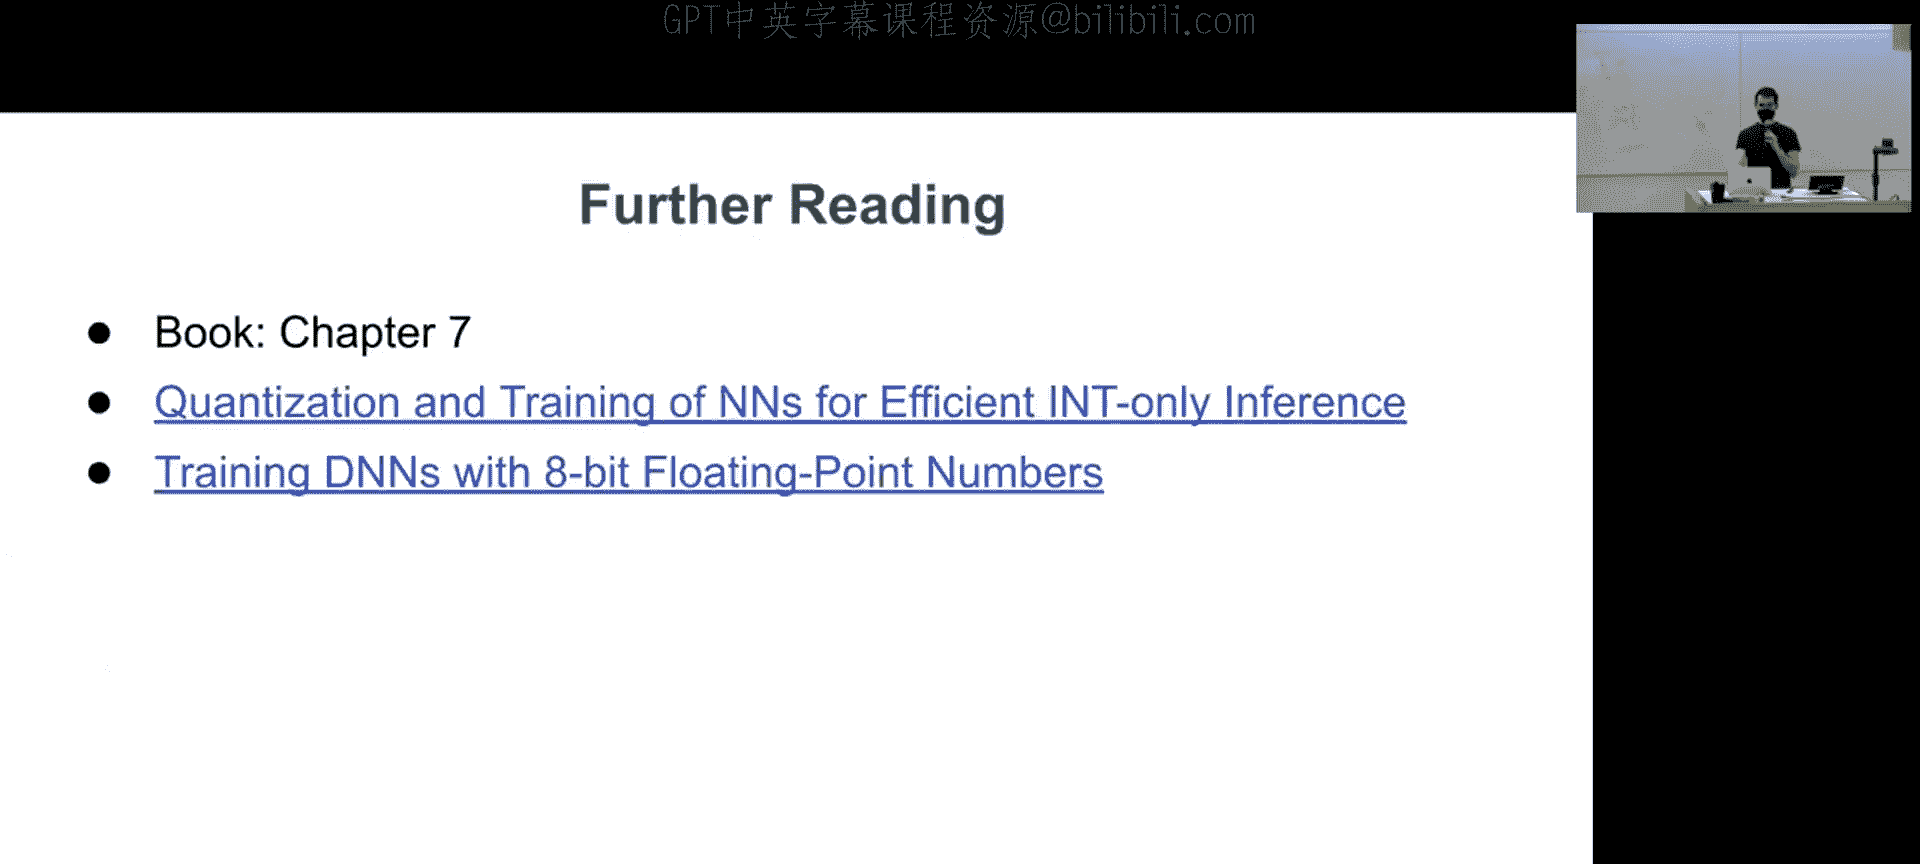 GPT中英字幕课程资源@bilibili.com
Further Reading
● Book: Chapter 7
● Quantization and Training of NNs for Efficient INT-only Inference
● Training DNNs with 8-bit Floating-Point Numbers